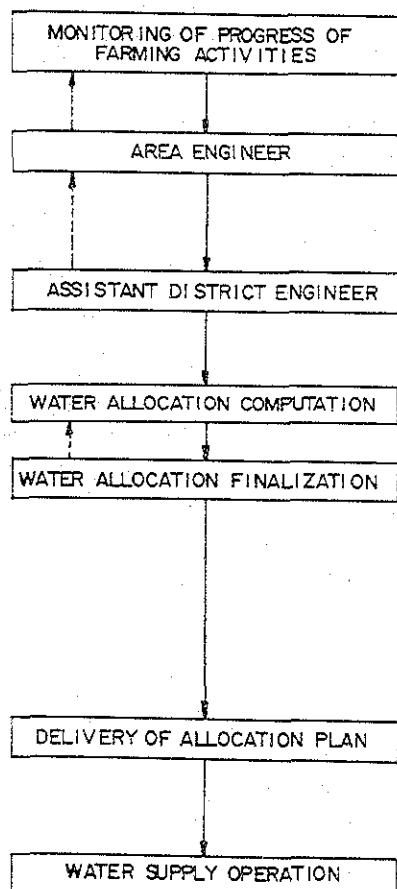 MONITORING OF PROGRESS OF
FARMING ACTIVITIES
AREA ENGINEER
ASSISTANT DISTRICT ENGINEER
WATER ALLOCATION COMPUTATION
WATER ALLOCATION FINALIZATION
DELIVERY OF ALLOCATION PLAN
WATER SUPPLY OPERATION